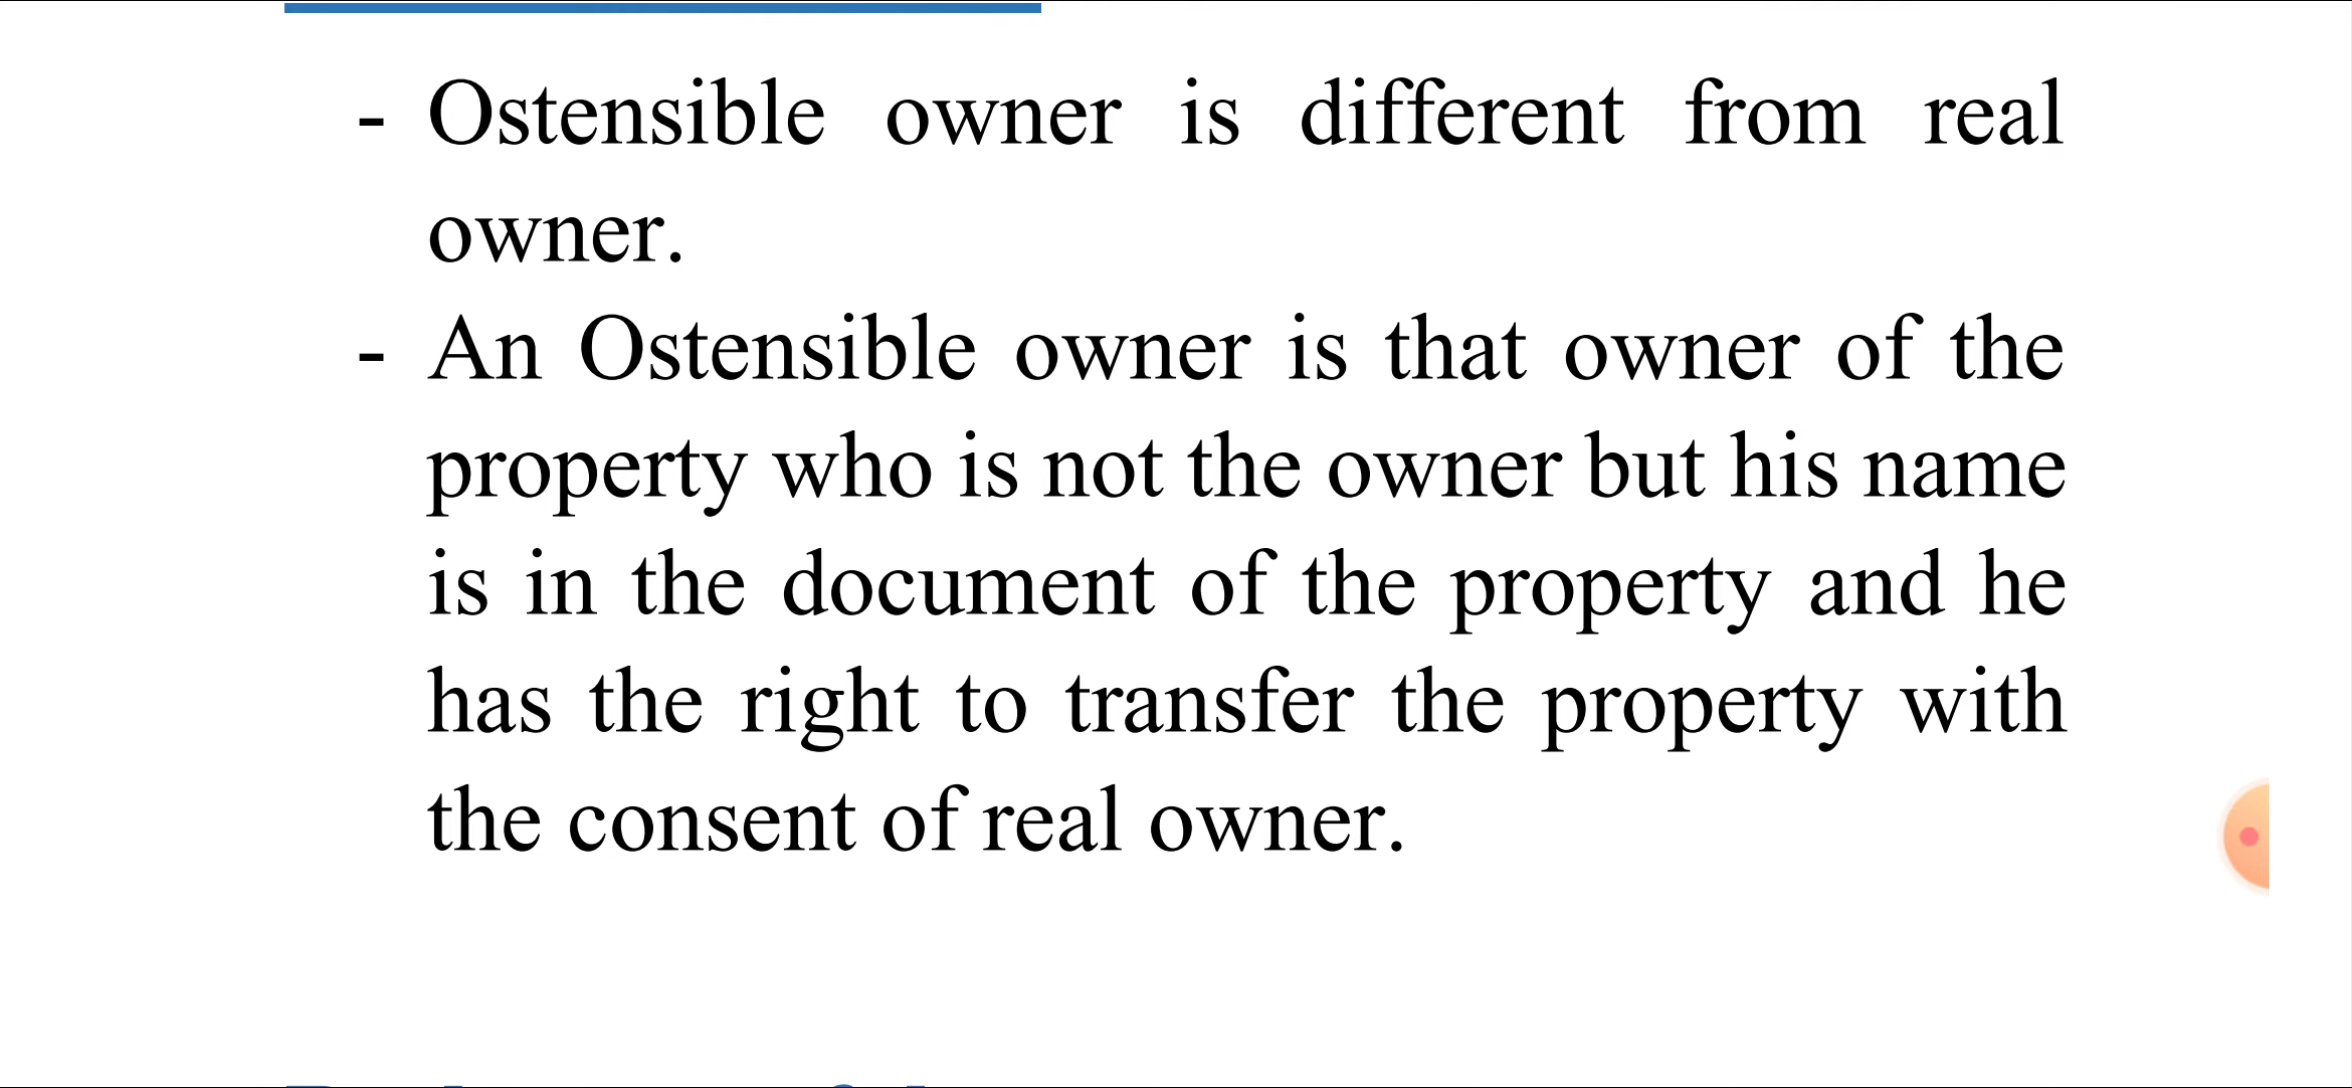 - Ostensible owner is different from real
owner.
- An Ostensible owner is that owner of the
property who is not the owner but his name
is in the document of the property and he
has the right to transfer the property with
the consent of real owner.